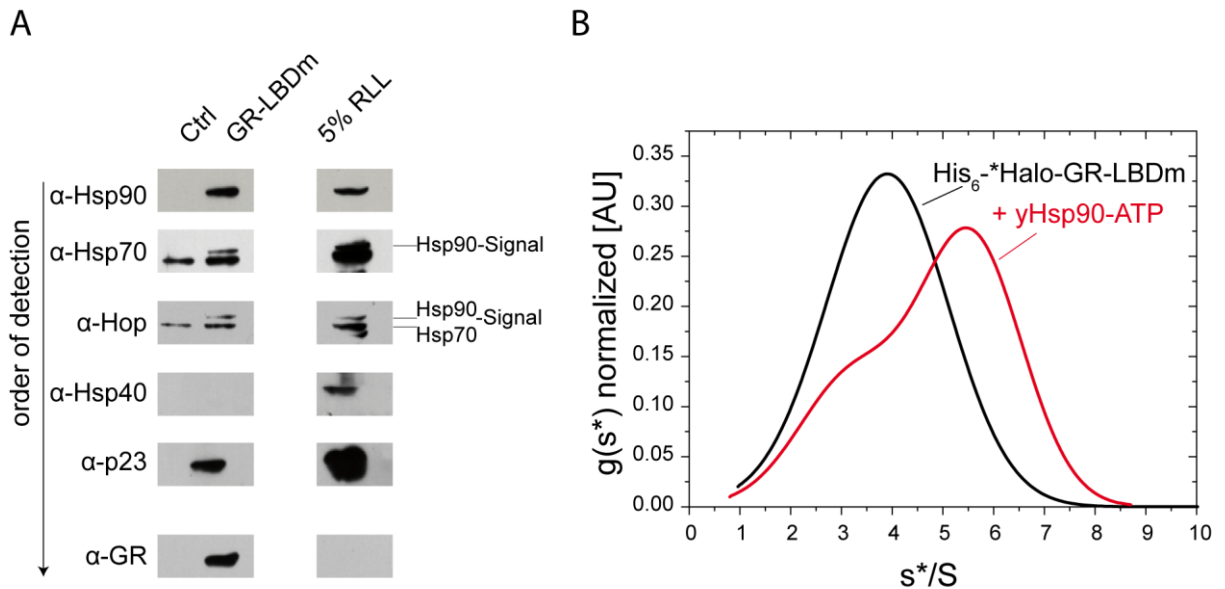 A
Ctrl
GR-LBDm
5% RLL
order of detection
α-Hsp90
α-Hsp70
Hsp90-Signal
α-Hop
Hsp90
-Signal
Hsp70
α-Hsp40
α-p23
α-GR
B
g(s*) normalized [AU]
0.35
0.30
0.25
0.20
0.15
0.10
0.05
0.00
His₆-*Halo-GR-LBDm
+ yHsp90-ATP
0 1 2 3 4 5 6 7 8 9 10
s*/S